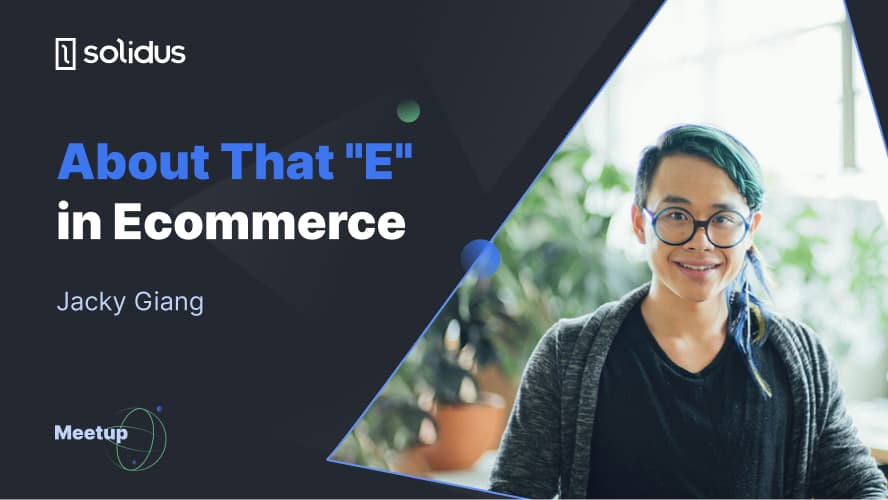 solidus
About That "E"
in Ecommerce
Jacky Giang
Meetup